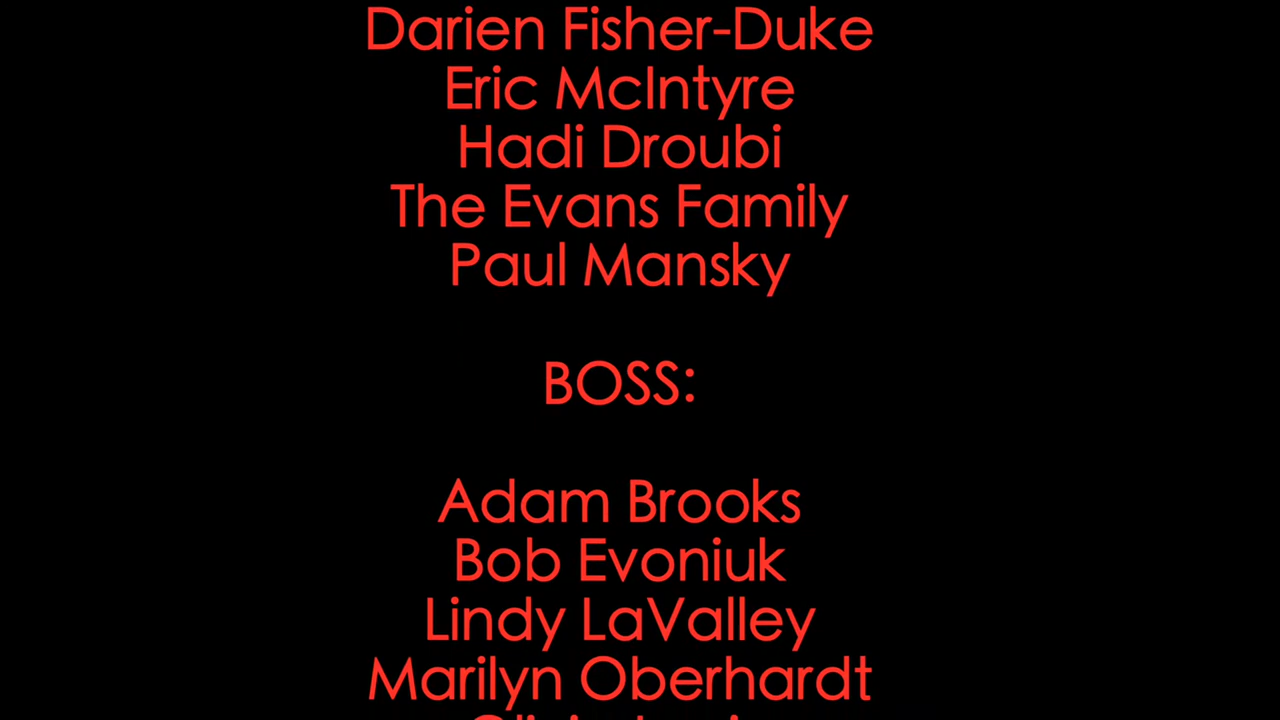 Darien Fisher-Duke
Eric McIntyre
Hadi Droubi
The Evans Family
Paul Mansky
BOSS:
Adam Brooks
Bob Evoniuk
Lindy LaValley
Marilyn Oberhardt